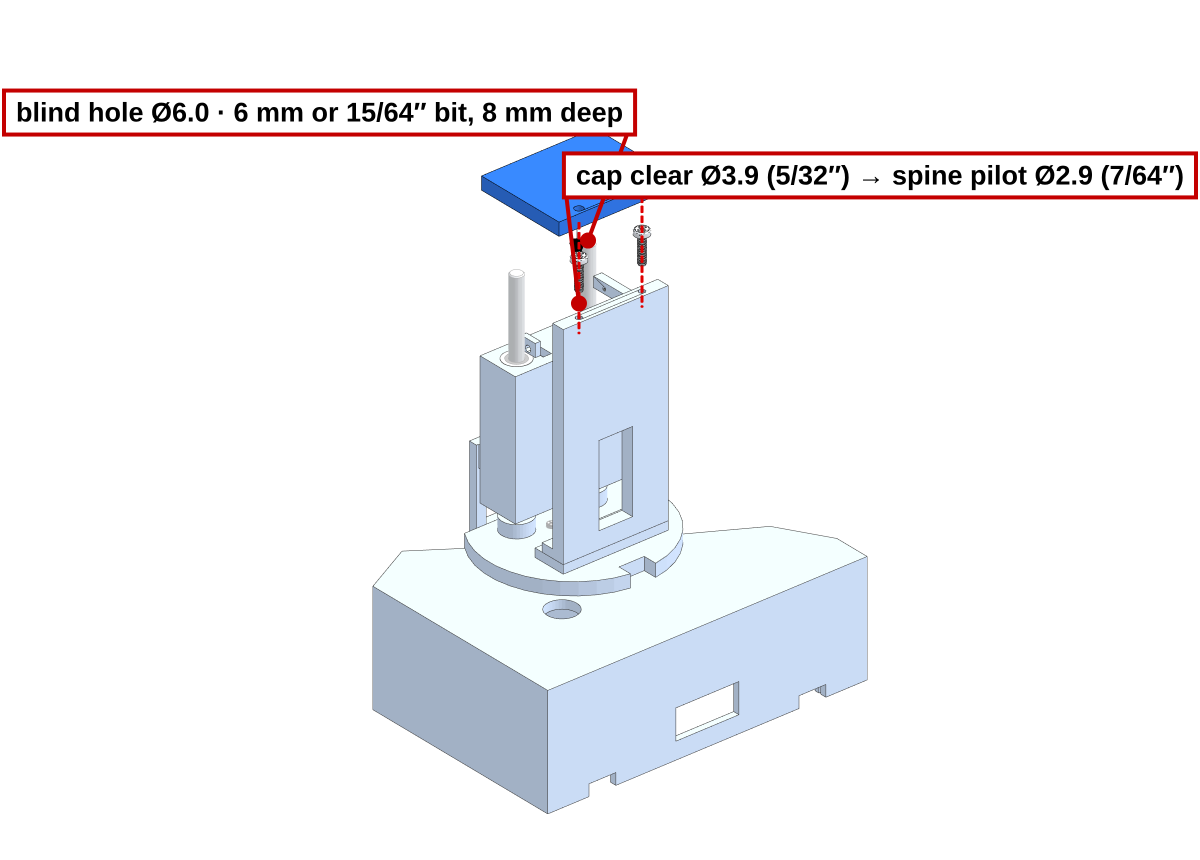 blind hole Ø6.0 · 6 mm or 15/64″ bit, 8 mm deep
cap clear Ø3.9 (5/32″) → spine pilot Ø2.9 (7/64″)